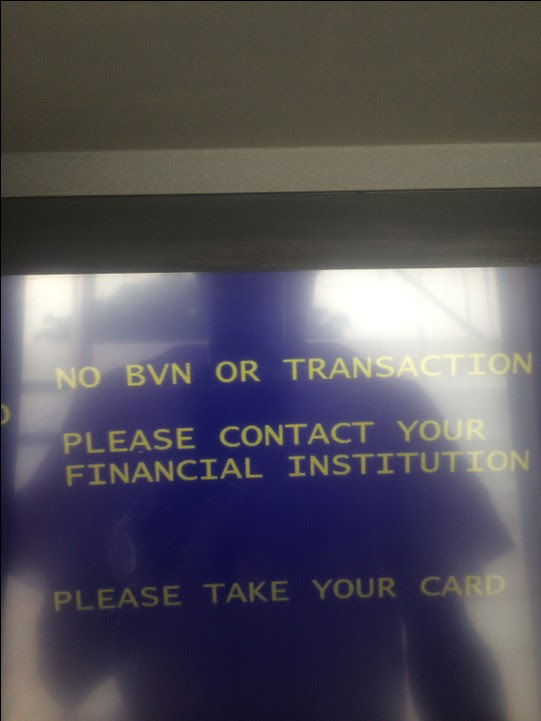 NO BVN OR TRANSACTION
PLEASE CONTACT YOUR
FINANCIAL INSTITUTION
PLEASE TAKE YOUR CARD